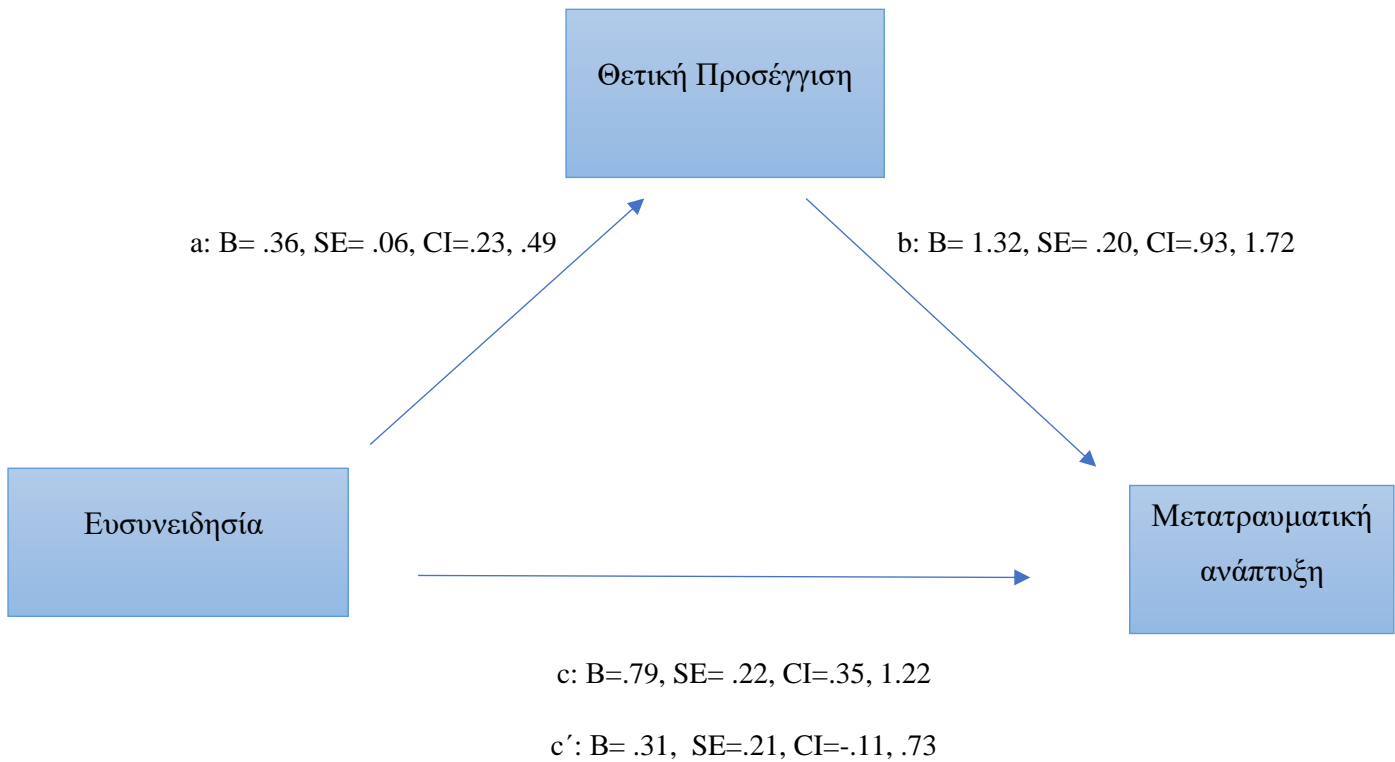 Θετική Προσέγγιση
a: B= .36, SE= .06, CI=.23, .49
b: B= 1.32, SE= .20, CI=.93, 1.72
Ευσυνειδησία
Μετατραυματική
ανάπτυξη
c: B=.79, SE= .22, CI=.35, 1.22
c´: B= .31, SE=.21, CI=-.11, .73